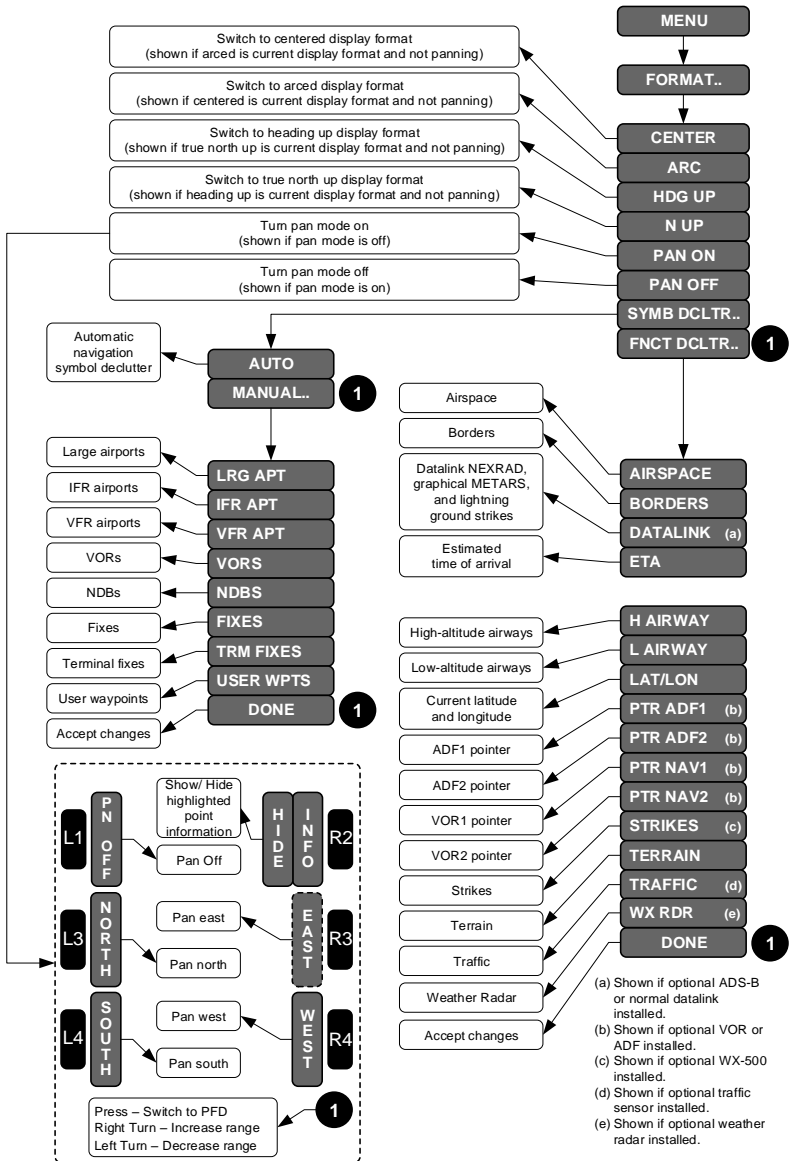 MENU
FORMAT..
Switch to centered display format
(shown if arced is current display format and not panning)
CENTER
Switch to arced display format
(shown if centered is current display format and not panning)
ARC
Switch to heading up display format
(shown if true north up is current display format and not panning)
HDG UP
Switch to true north up display format
(shown if heading up is current display format and not panning)
N UP
Turn pan mode on
(shown if pan mode is off)
PAN ON
Turn pan mode off
(shown if pan mode is on)
PAN OFF
SYMB DCLTR..
FNCT DCLTR..
1
Automatic
navigation
symbol declutter
AUTO
MANUAL..
1
Large airports
LRG APT
IFR airports
IFR APT
VFR airports
VFR APT
VORs
VORS
NDBs
NDBS
Fixes
FIXES
Terminal fixes
TRM FIXES
User waypoints
USER WPTS
Accept changes
DONE
1
Airspace
AIRSPACE
Borders
BORDERS
Datalink NEXRAD,
graphical METARS,
and lightning
ground strikes
DATALINK (a)
Estimated
time of arrival
ETA
High-altitude airways
H AIRWAY
Low-altitude airways
L AIRWAY
Current latitude
and longitude
LAT/LON
ADF1 pointer
PTR ADF1 (b)
ADF2 pointer
PTR ADF2 (b)
VOR1 pointer
PTR NAV1 (b)
VOR2 pointer
PTR NAV2 (b)
Strikes
STRIKES (c)
Terrain
TERRAIN
Traffic
TRAFFIC (d)
Weather Radar
WX RDR (e)
Accept changes
DONE
1
(a) Shown if optional ADS-B
or normal datalink
installed.
(b) Shown if optional VOR or
ADF installed.
(c) Shown if optional WX-500
installed.
(d) Shown if optional traffic
sensor installed.
(e) Shown if optional weather
radar installed.
L1
PN OFF
Pan Off
Show/ Hide
highlighted
point
information
HIDE
INFO
R2
L3
NORTH
Pan north
Pan east
EAST
R3
L4
SOUTH
Pan south
Pan west
WEST
R4
Press – Switch to PFD
Right Turn – Increase range
Left Turn – Decrease range
1